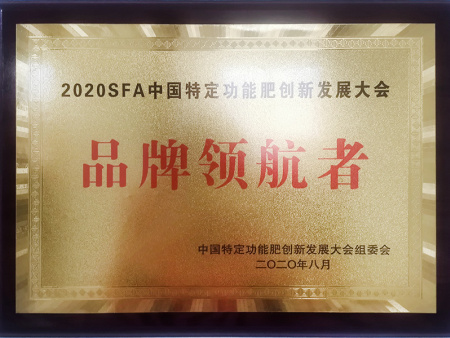 2020SFA中国特定功能肥创新发展大会
品牌领航者
中国特定功能肥创新发展大会组委会
二〇二〇年八月